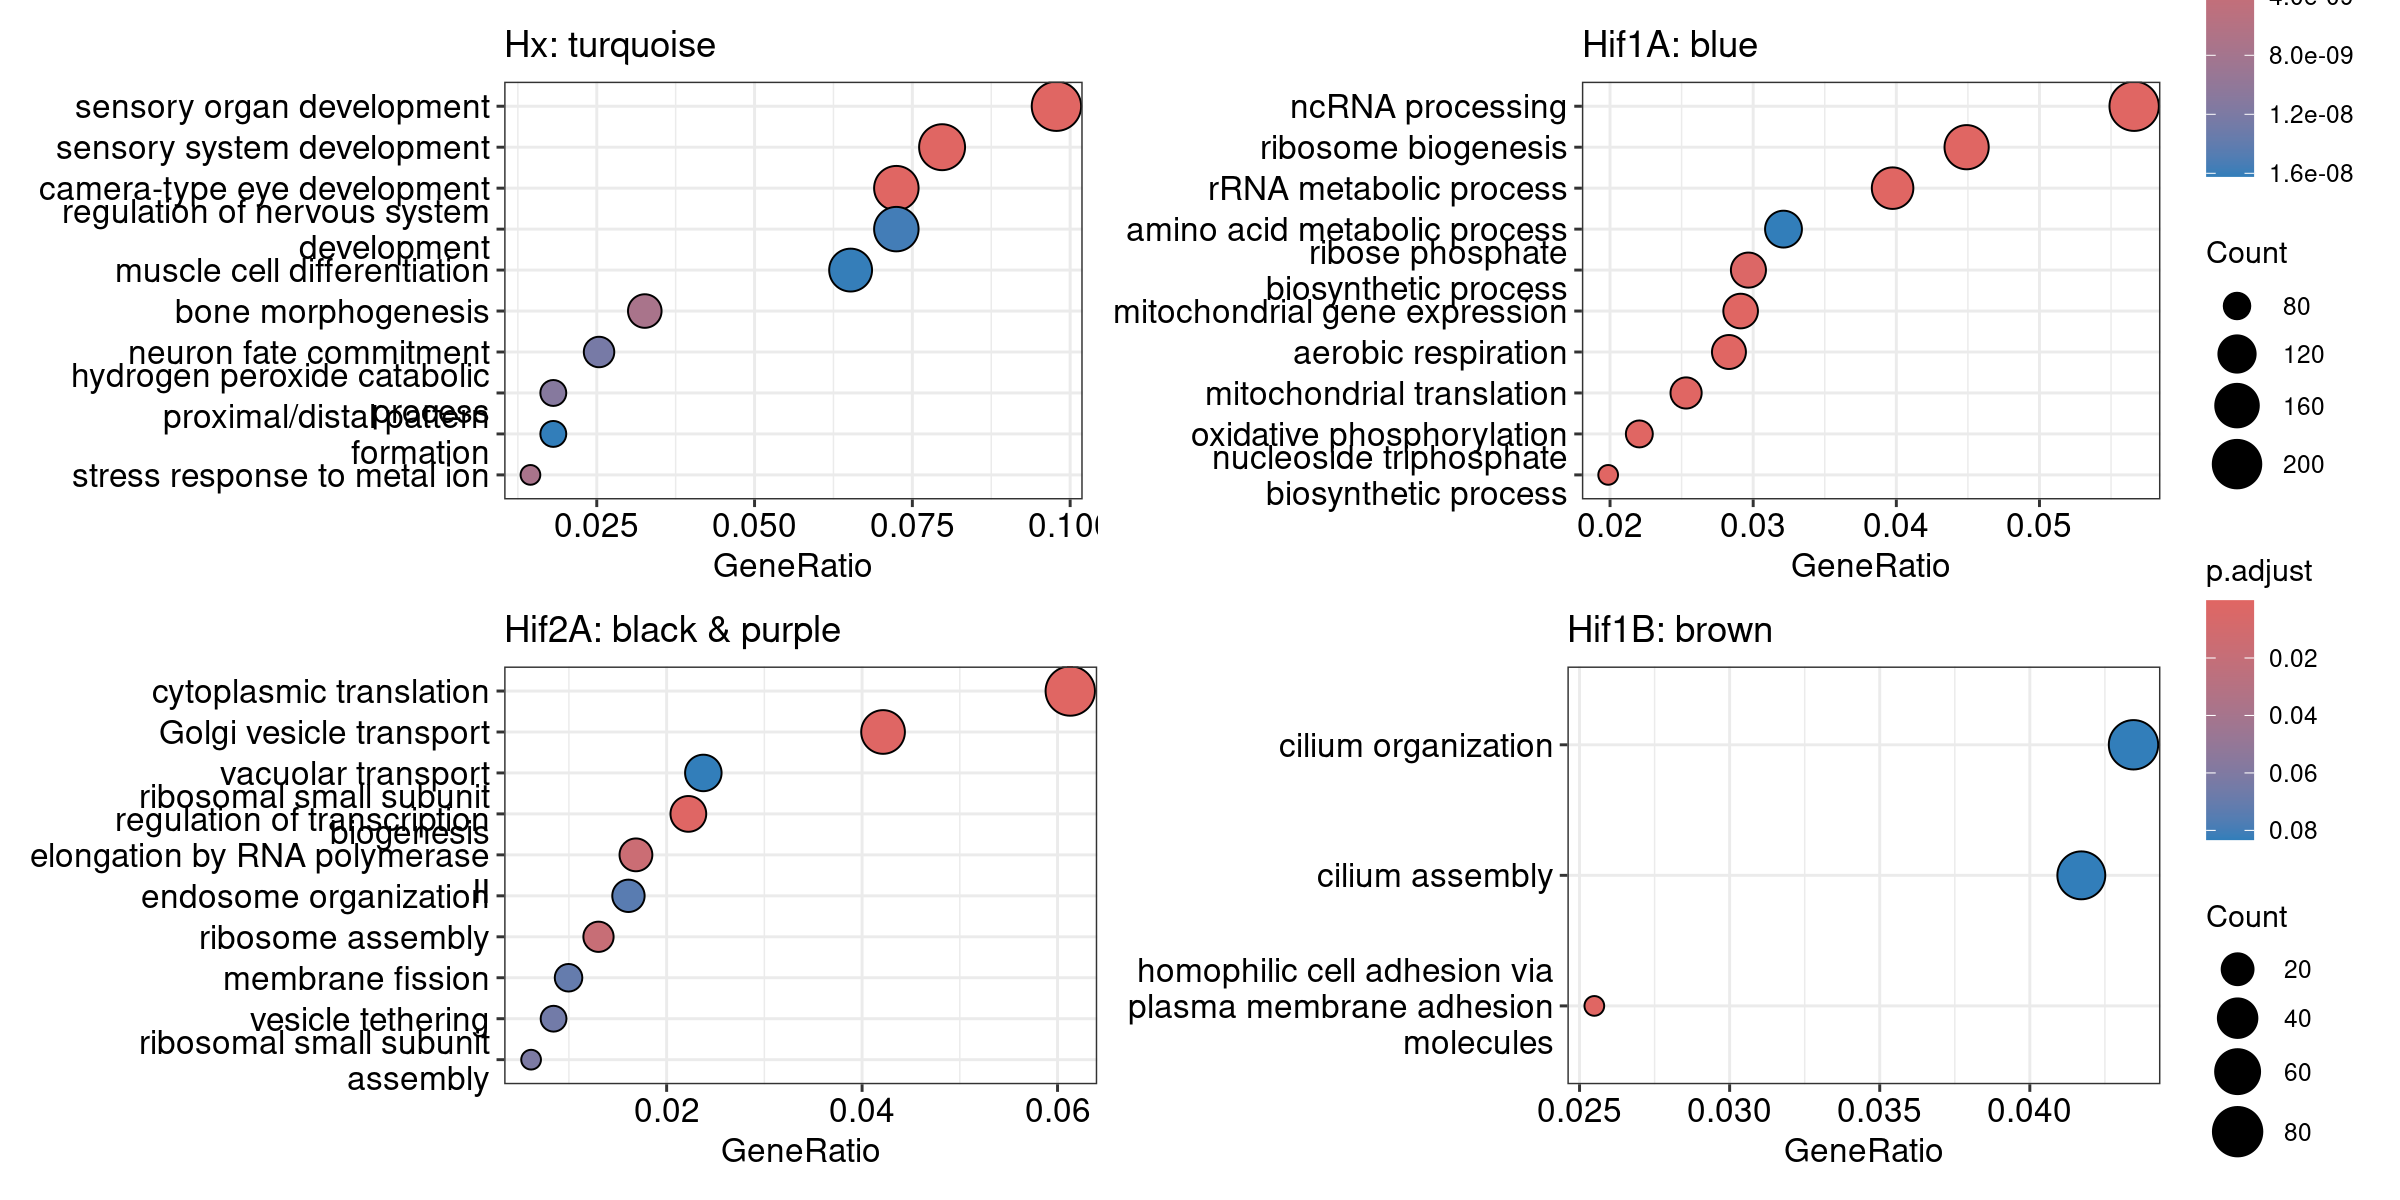 Hx: turquoise
sensory organ development
sensory system development
camera-type eye development
regulation of nervous system
development
muscle cell differentiation
bone morphogenesis
neuron fate commitment
hydrogen peroxide catabolic
process
proximal/distal pattern
formation
stress response to metal ion
0.025 0.050 0.075
GeneRatio
Hif1A: blue
ncRNA processing
ribosome biogenesis
rRNA metabolic process
amino acid metabolic process
ribose phosphate
biosynthetic process
mitochondrial gene expression
aerobic respiration
mitochondrial translation
oxidative phosphorylation
nucleoside triphosphate
biosynthetic process
0.02 0.03 0.04 0.05
GeneRatio
8.0e-09
1.2e-08
1.6e-08
Count
80
120
160
200
Hif2A: black & purple
cytoplasmic translation
Golgi vesicle transport
vacuolar transport
ribosomal small subunit
biogenesis
regulation of transcription
elongation by RNA polymerase
II
endosome organization
ribosome assembly
membrane fission
vesicle tethering
ribosomal small subunit
assembly
0.02 0.04 0.06
GeneRatio
Hif1B: brown
cilium organization
cilium assembly
homophilic cell adhesion via
plasma membrane adhesion
molecules
0.025 0.030 0.035 0.040
GeneRatio
p.adjust
0.02
0.04
0.06
0.08
Count
20
40
60
80